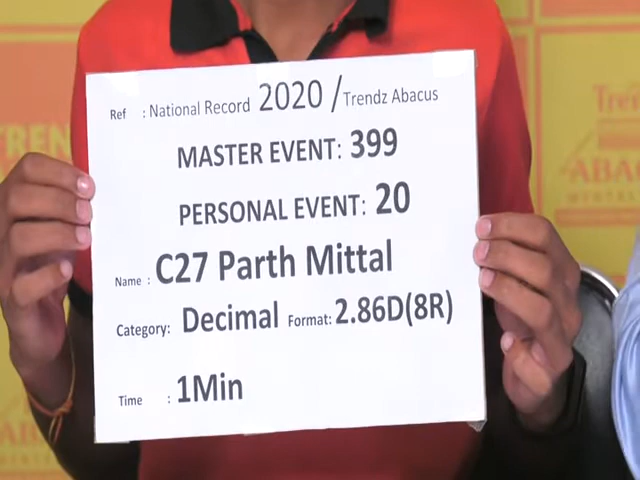 Ref : National Record 2020 / Trendz Abacus
MASTER EVENT: 399
PERSONAL EVENT: 20
Name : C27 Parth Mittal
Category: Decimal Format: 2.86D(8R)
Time : 1Min